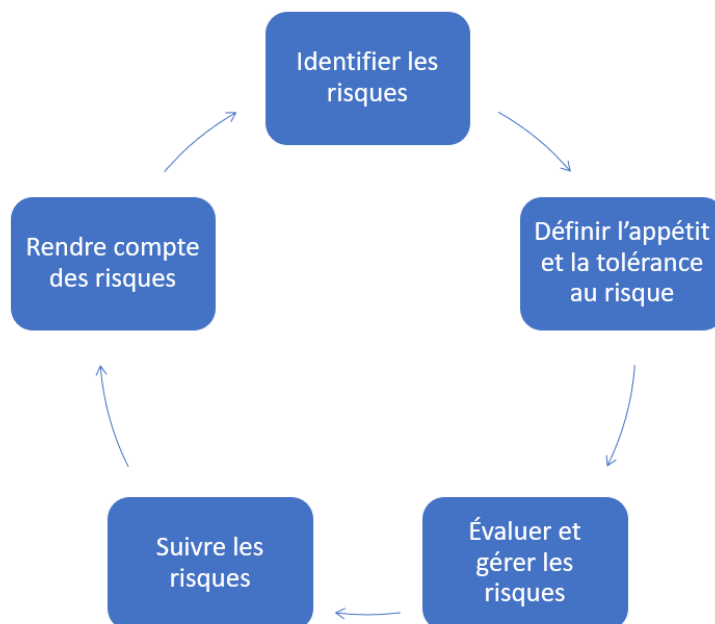 Identifier les
risques
Définir l’appétit
et la tolérance
au risque
Évaluer et
gérer les
risques
Suivre les
risques
Rendre compte
des risques